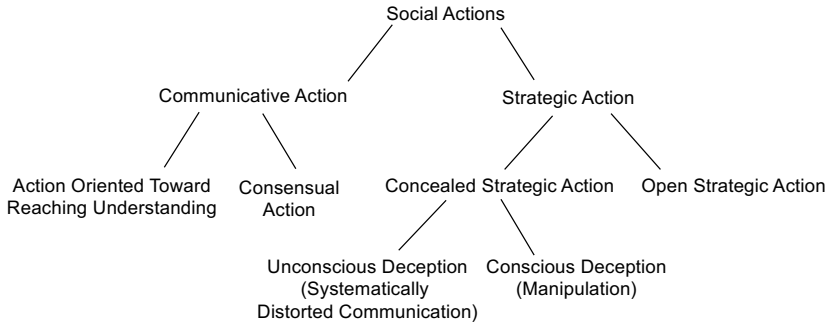 Social Actions
Communicative Action
Strategic Action
Action Oriented Toward
Reaching Understanding
Consensual
Action
Concealed Strategic Action
Open Strategic Action
Unconscious Deception
(Systematically
Distorted Communication)
Conscious Deception
(Manipulation)